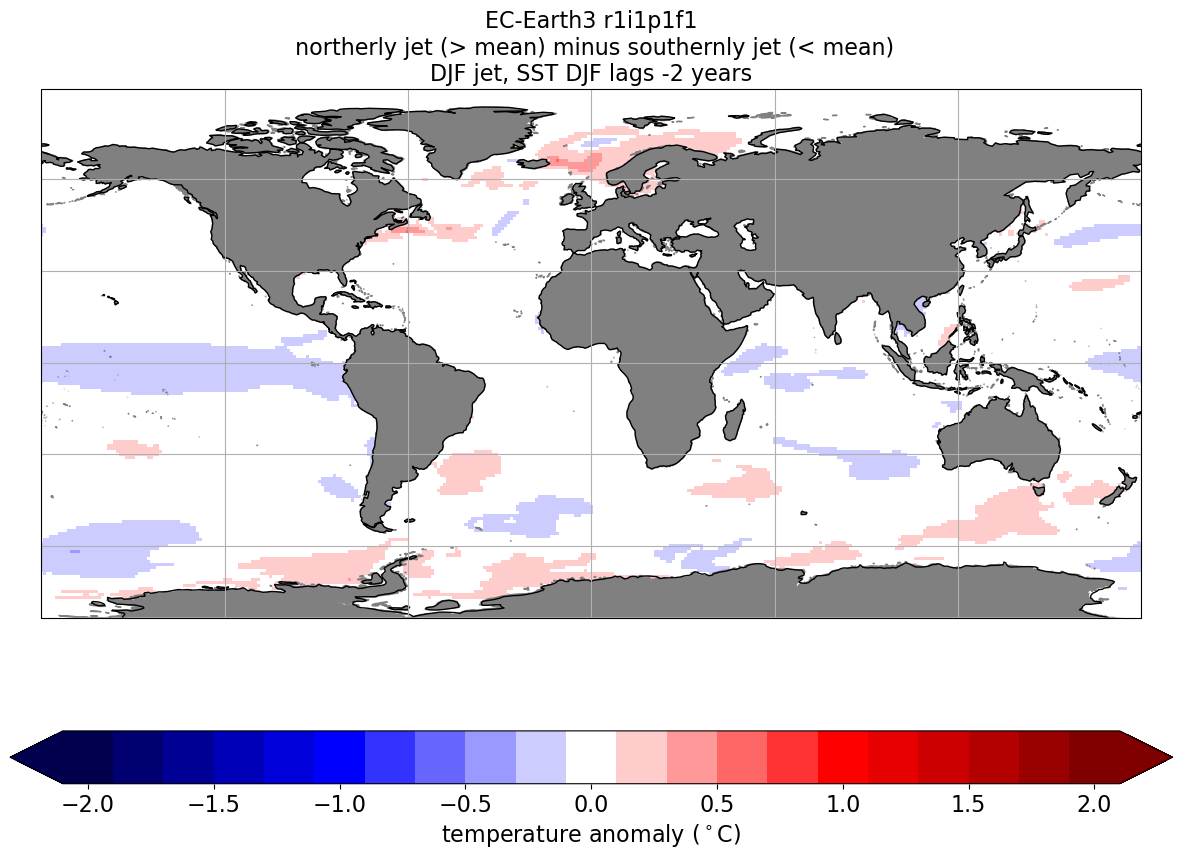 EC-Earth3 r1i1p1f1
northerly jet (> mean) minus southernly jet (< mean)
DJF jet, SST DJF lags -2 years
−2.0 −1.5 −1.0 −0.5 0.0 0.5 1.0 1.5 2.0
temperature anomaly (°C)